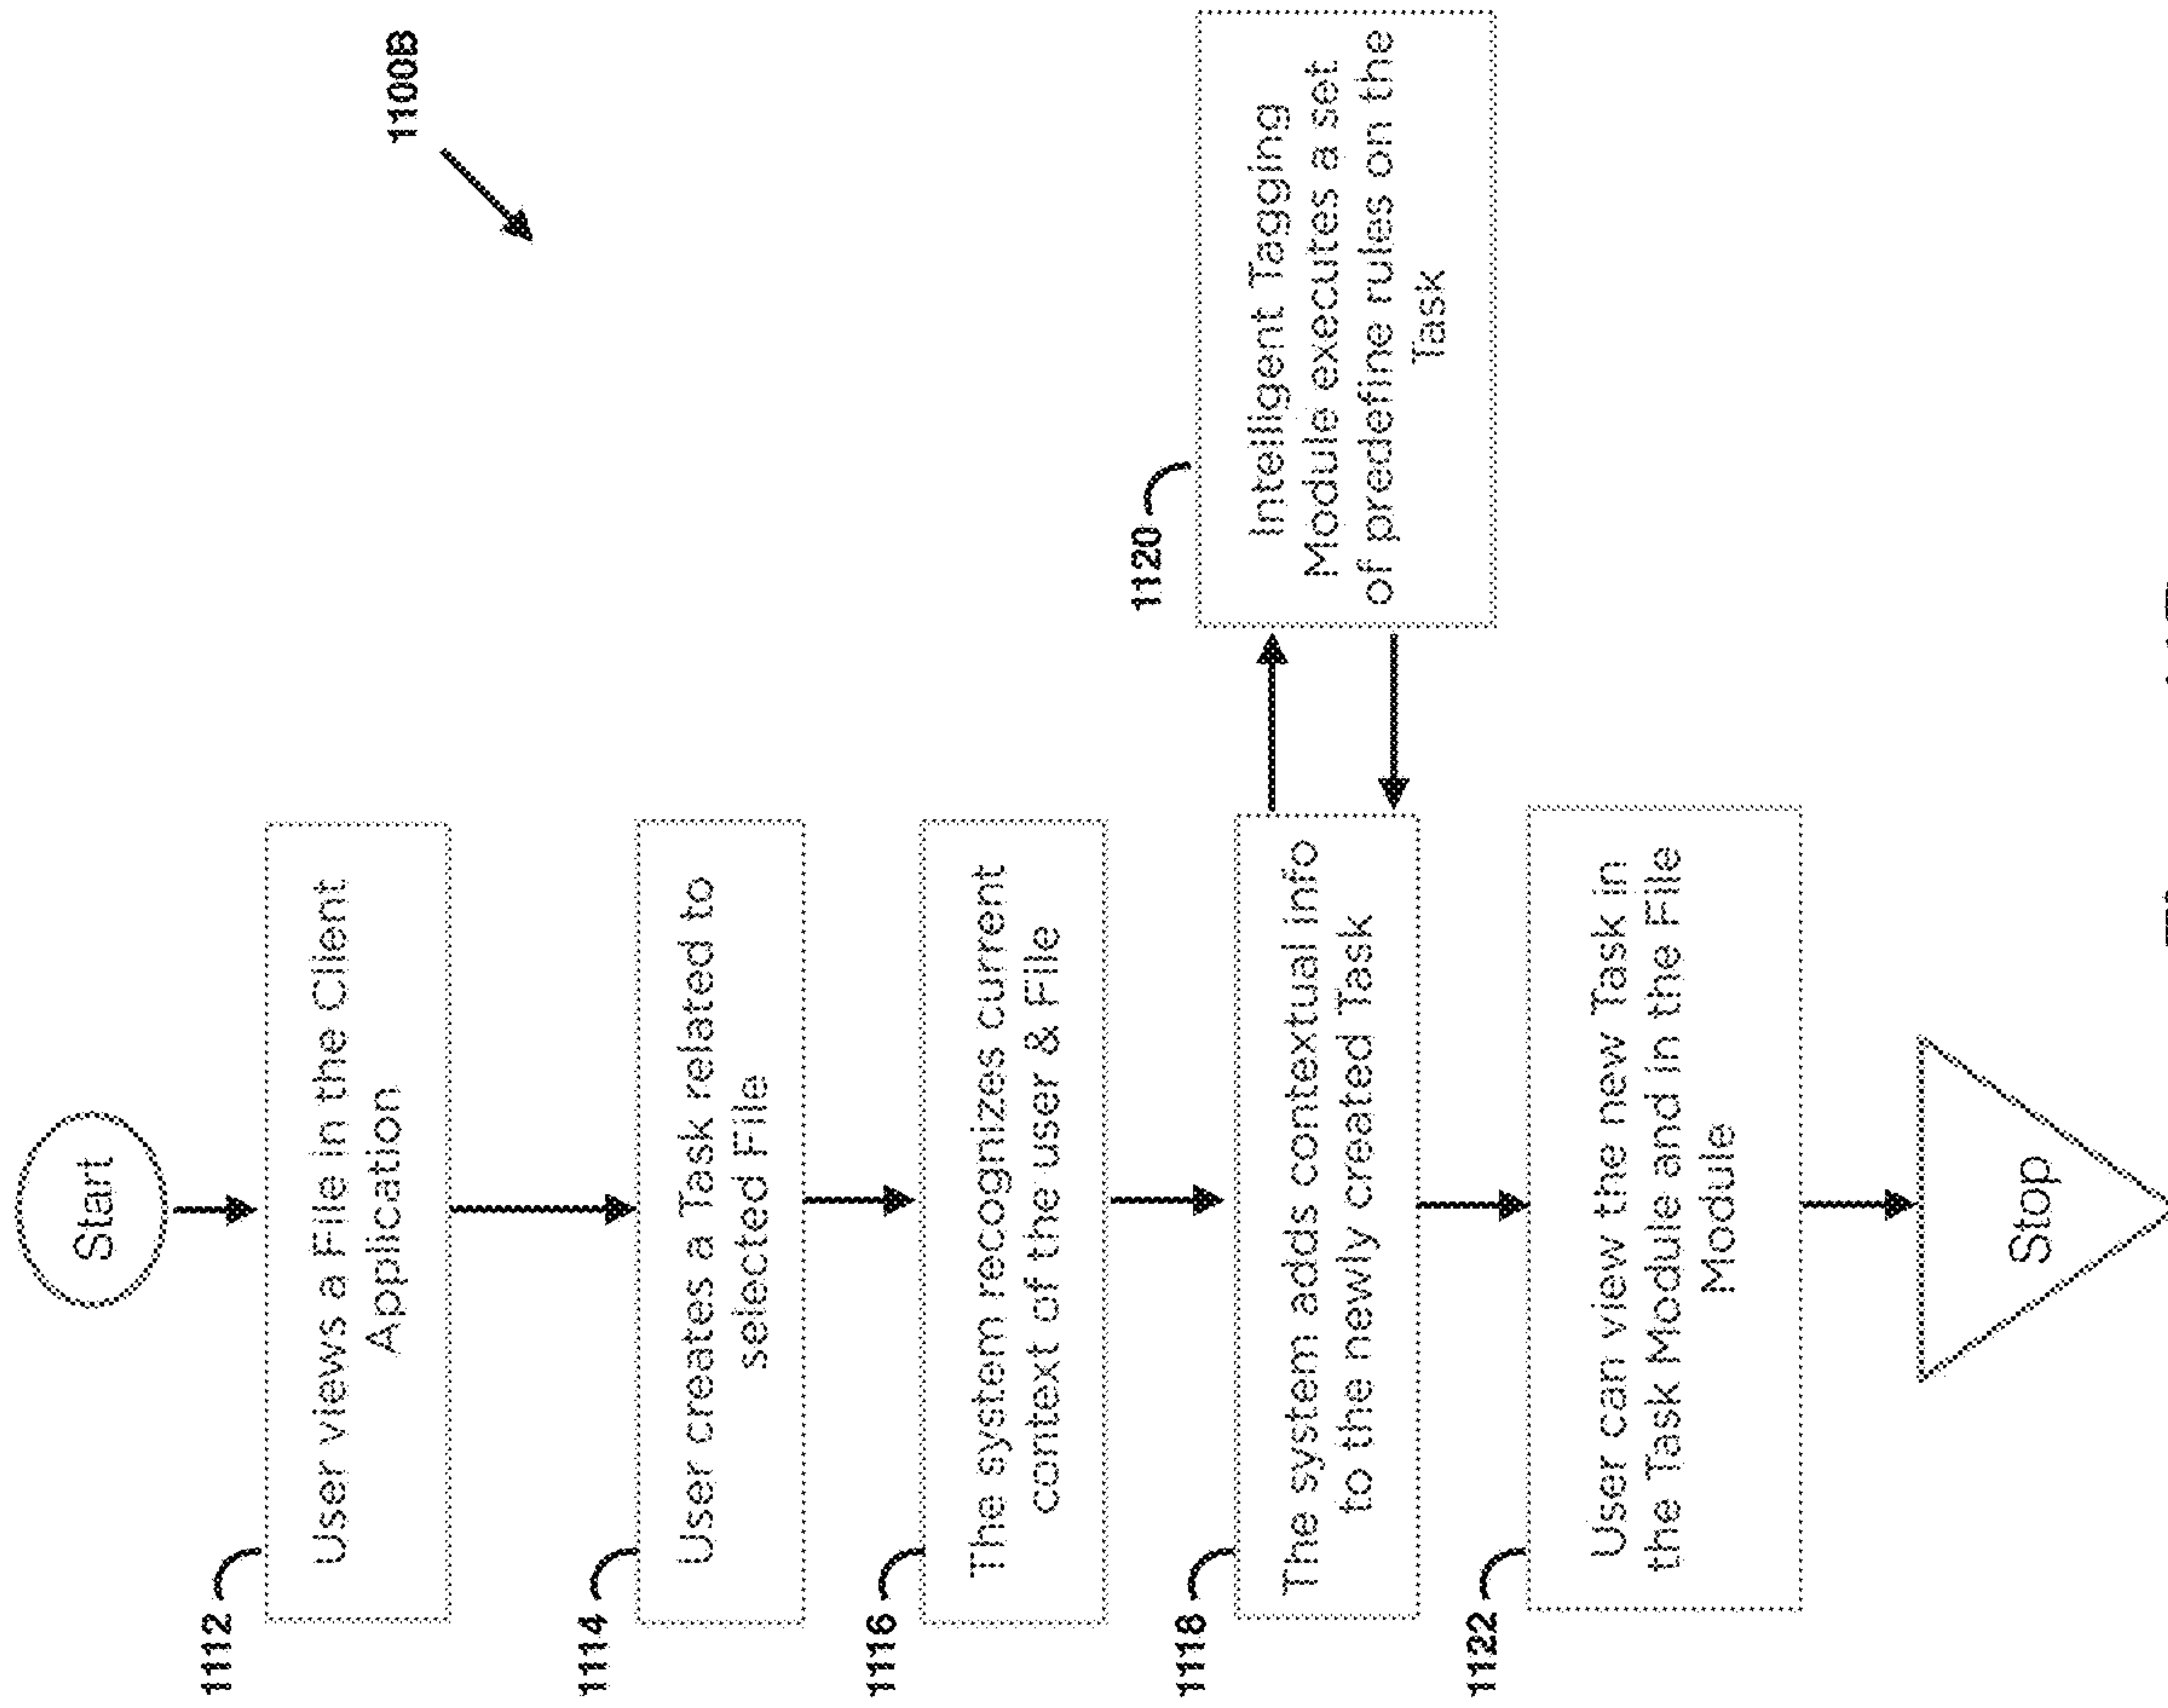 1100B
Start
1112
User views a File in the Client
Application
1114
User creates a Task related to
selected File
1116
The system recognizes current
context of the user & File
1118
The system adds contextual info
to the newly created Task
1120
Intelligent Tagging
Module executes a set
of predefine rules on the
Task
1122
User can view the new Task in
the Task Module and in the File
Module
Stop